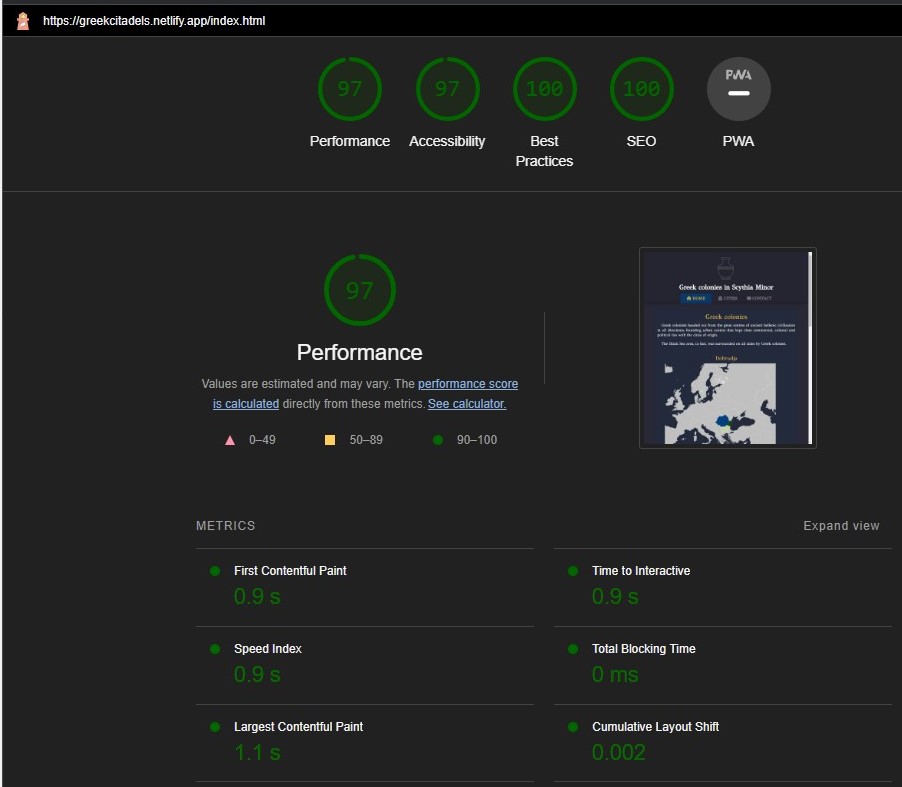 https://greekcitadels.netlify.app/index.html
97 97 100 100 PWA
Performance Accessibility Best Practices SEO PWA
97
Performance
Values are estimated and may vary. The performance score
is calculated directly from these metrics. See calculator.
0–49 50–89 90–100
Greek colonies in Scythia Minor
HOME CITIES CONTACT
Greek colonies
Dobrudja
METRICS Expand view
First Contentful Paint Time to Interactive
0.9 s 0.9 s
Speed Index Total Blocking Time
0.9 s 0 ms
Largest Contentful Paint Cumulative Layout Shift
1.1 s 0.002